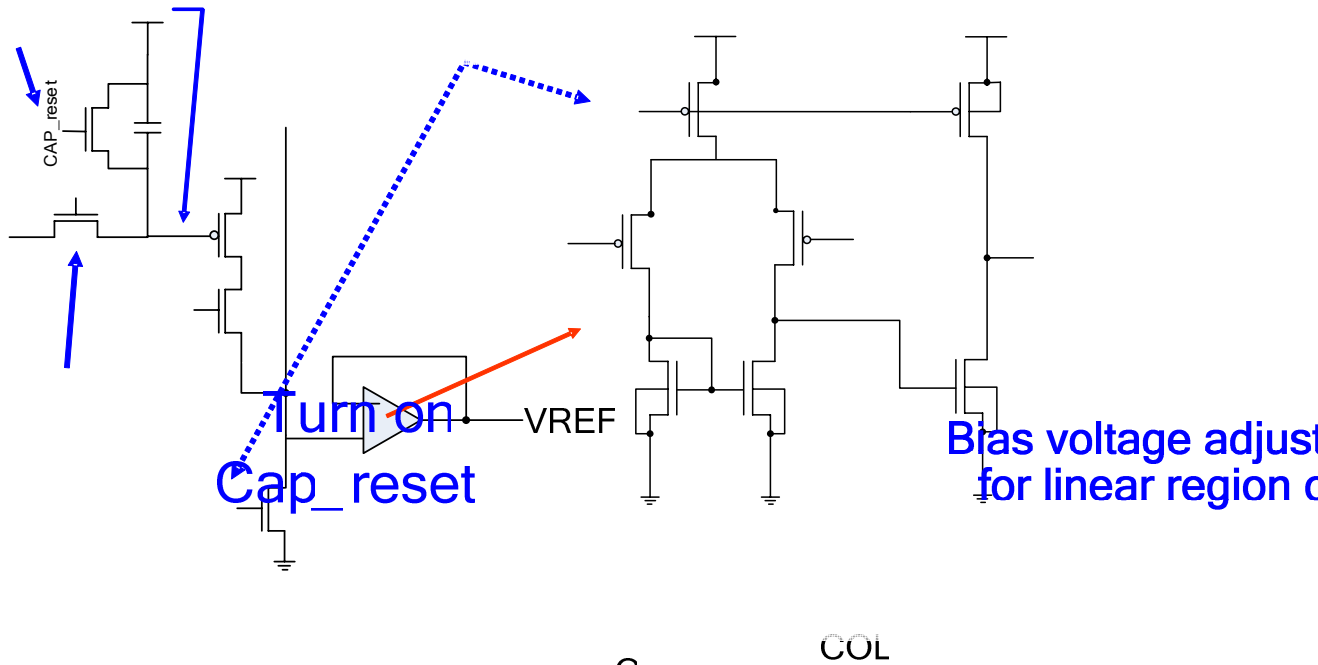 CAP_reset
Turn on
Cap_reset
VREF
Bias voltage adjust
for linear region
COL